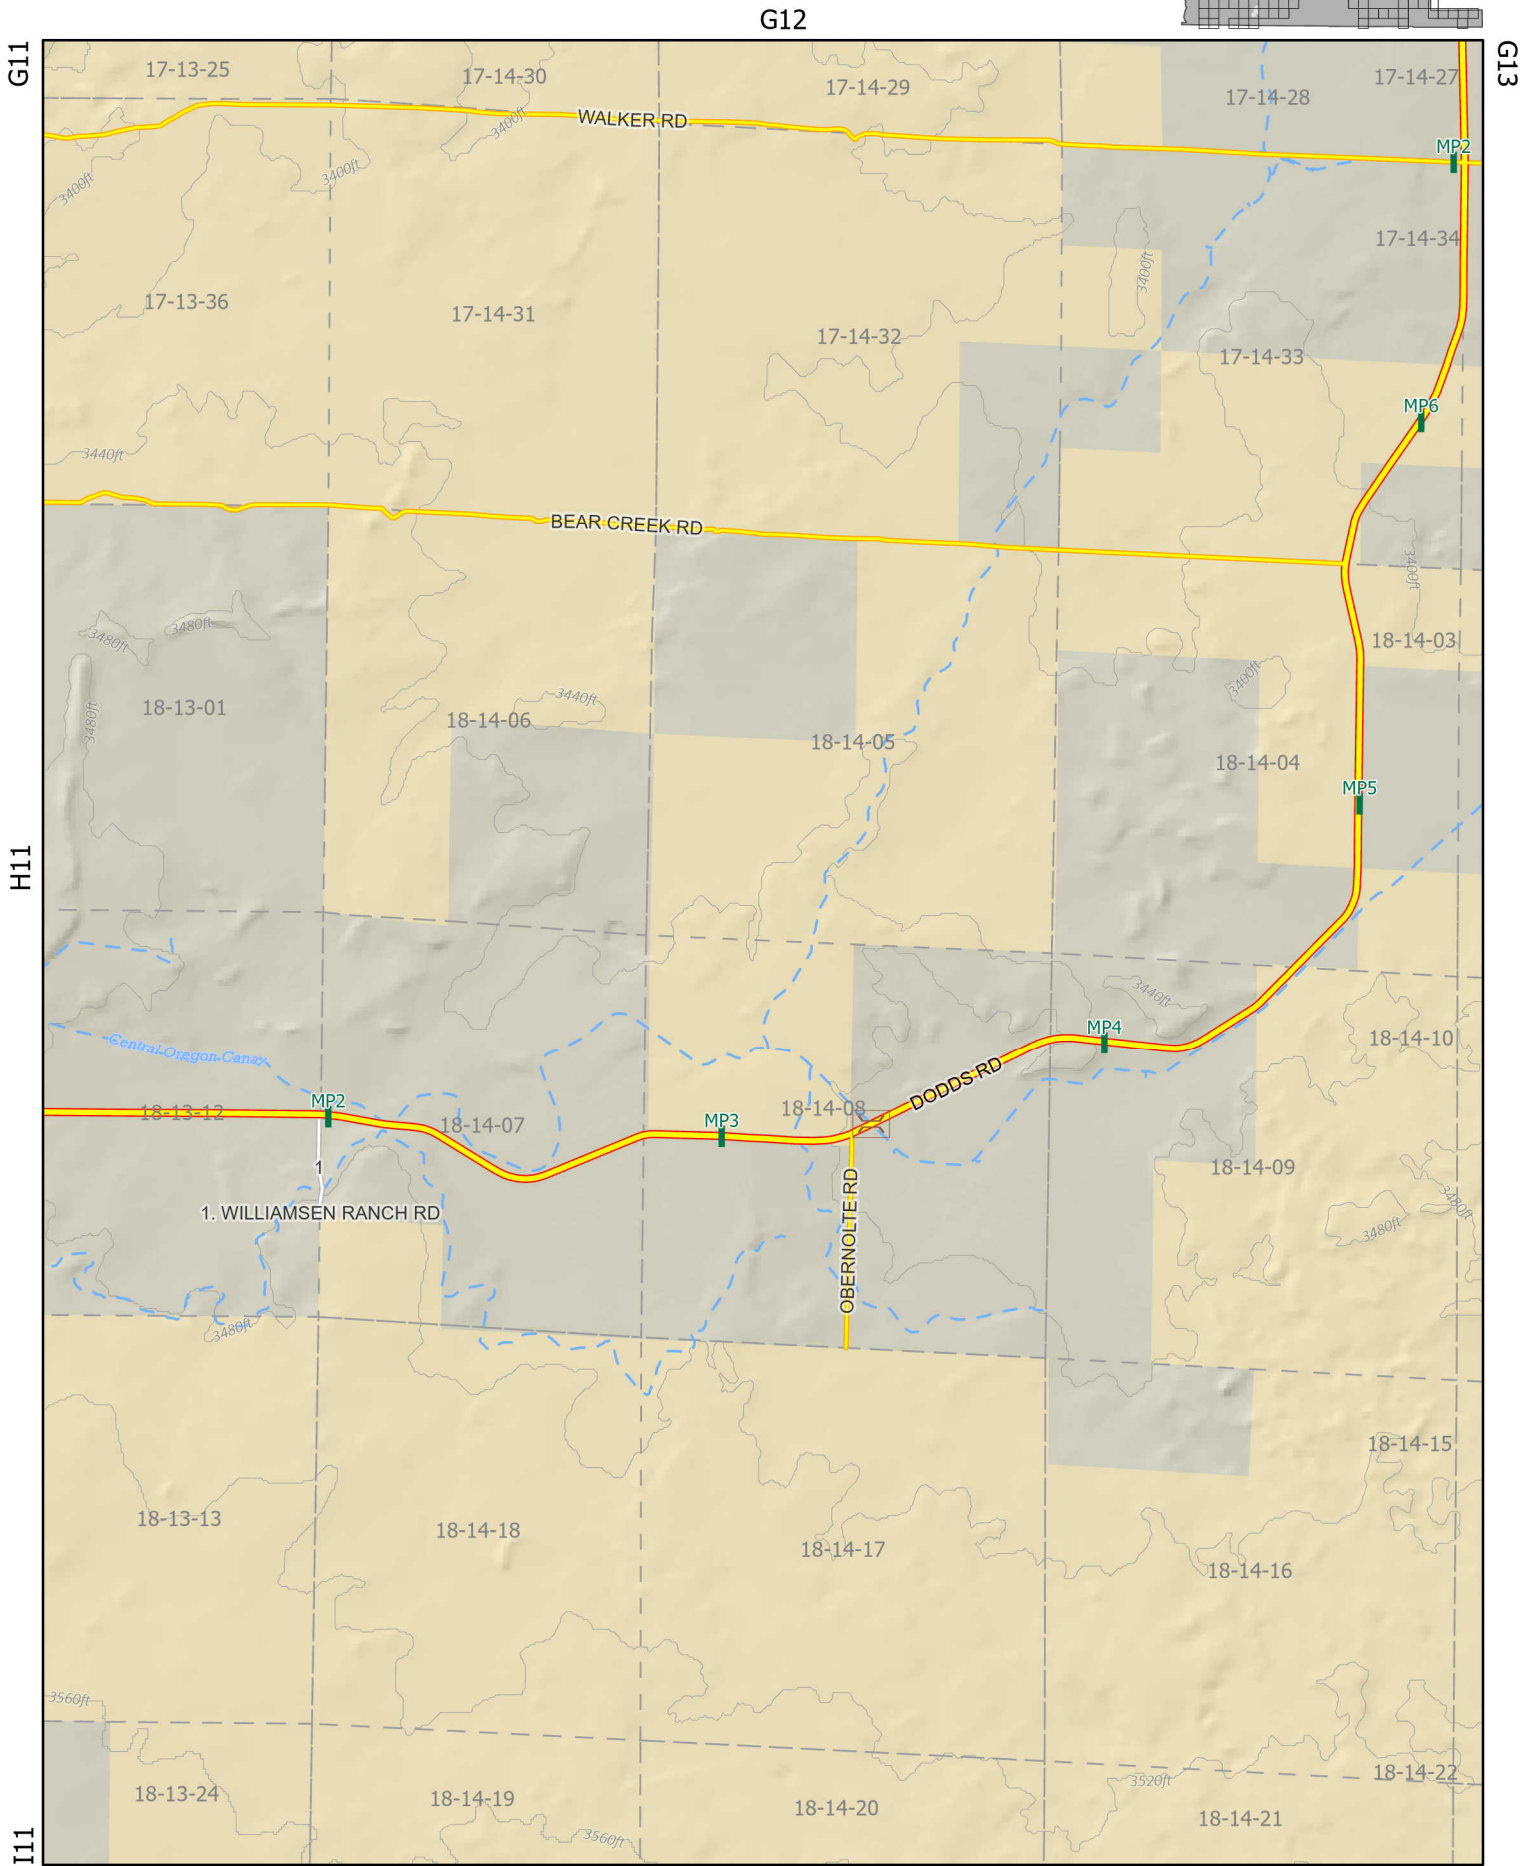 G12
G11
G13
17-13-25
17-14-30
17-14-29
17-14-28
17-14-27
WALKER RD
3400ft
MP2
3400ft
3400ft
17-14-34
3400ft
17-13-36
17-14-31
17-14-32
17-14-33
MP6
3440ft
BEAR CREEK RD
3400ft
3480ft
3480ft
18-14-03
3400ft
3440ft
18-13-01
3480ft
18-14-06
18-14-05
18-14-04
MP5
H11
3440ft
MP4
18-14-10
Central Oregon Canal
DODDS RD
MP2
18-13-12
18-14-07
MP3
18-14-08
1
18-14-09
1. WILLIAMSEN RANCH RD
OBERNOLTE RD
3480ft
3480ft
3480ft
18-14-15
18-13-13
18-14-18
18-14-17
18-14-16
3560ft
18-14-22
3520ft
18-13-24
18-14-19
18-14-20
18-14-21
3560ft
I11